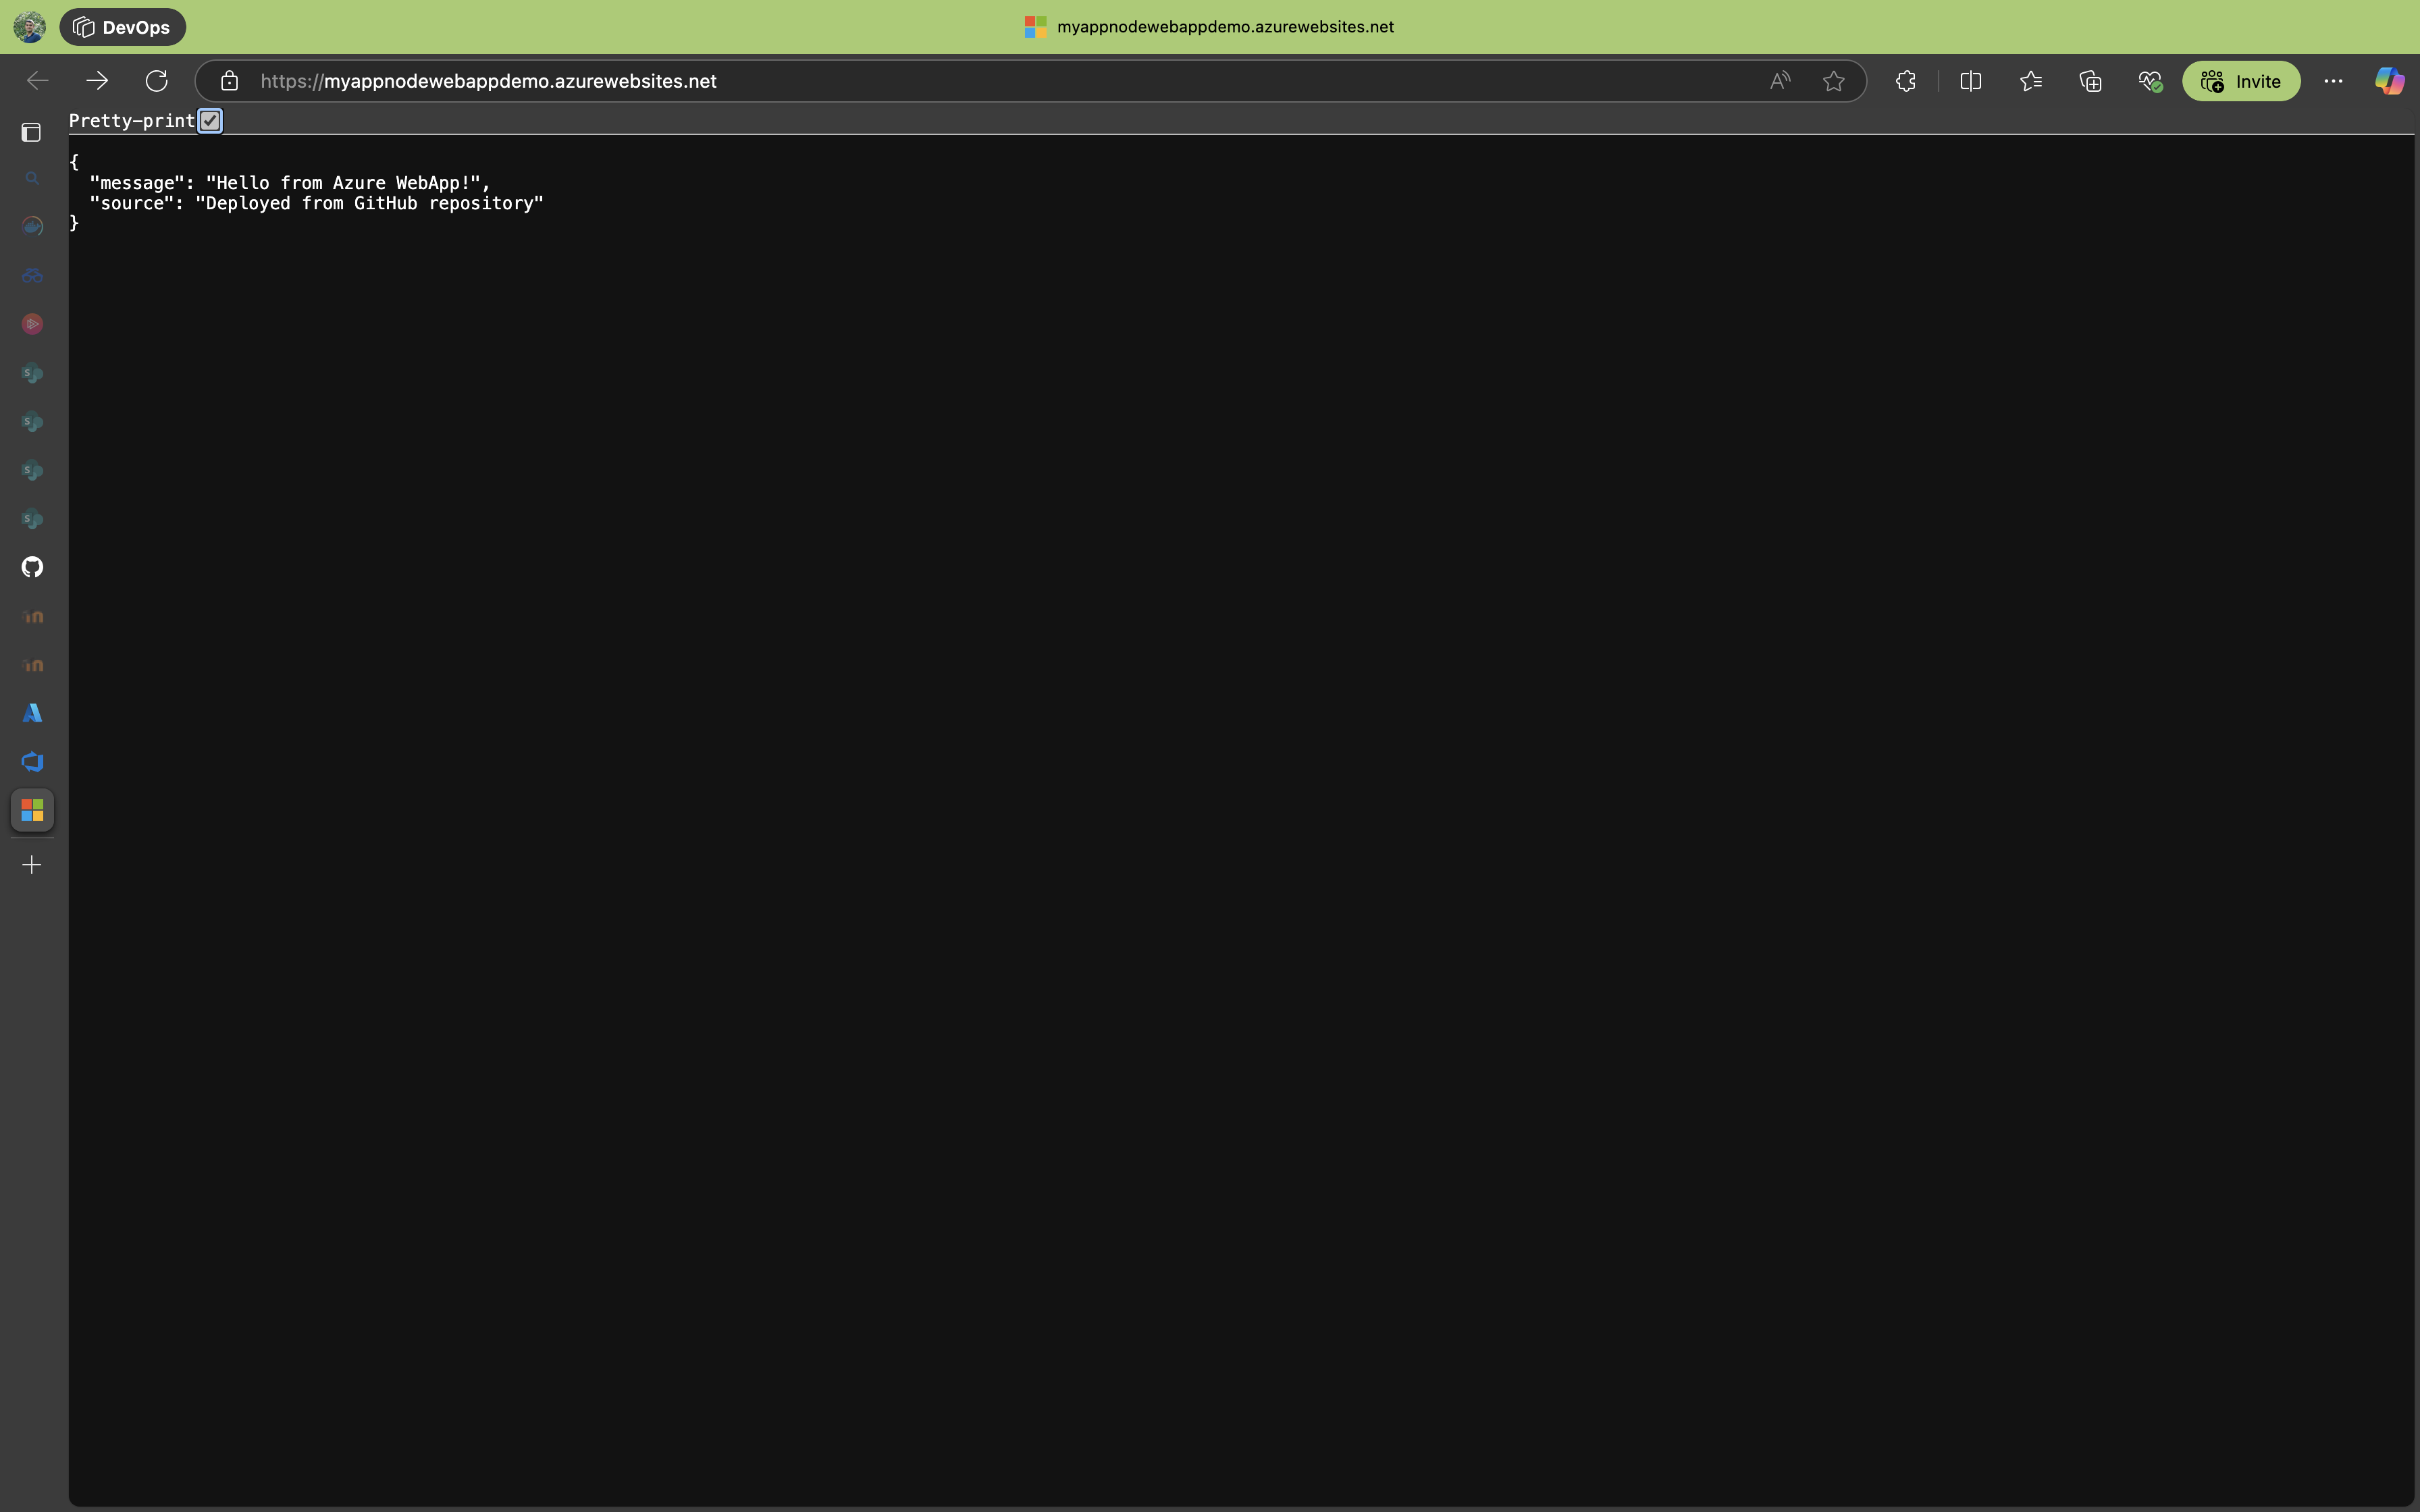 DevOps
myappnodewebappdemo.azurewebsites.net
https://myappnodewebappdemo.azurewebsites.net
Invite
Pretty-print
{
"message": "Hello from Azure WebApp!",
"source": "Deployed from GitHub repository"
}